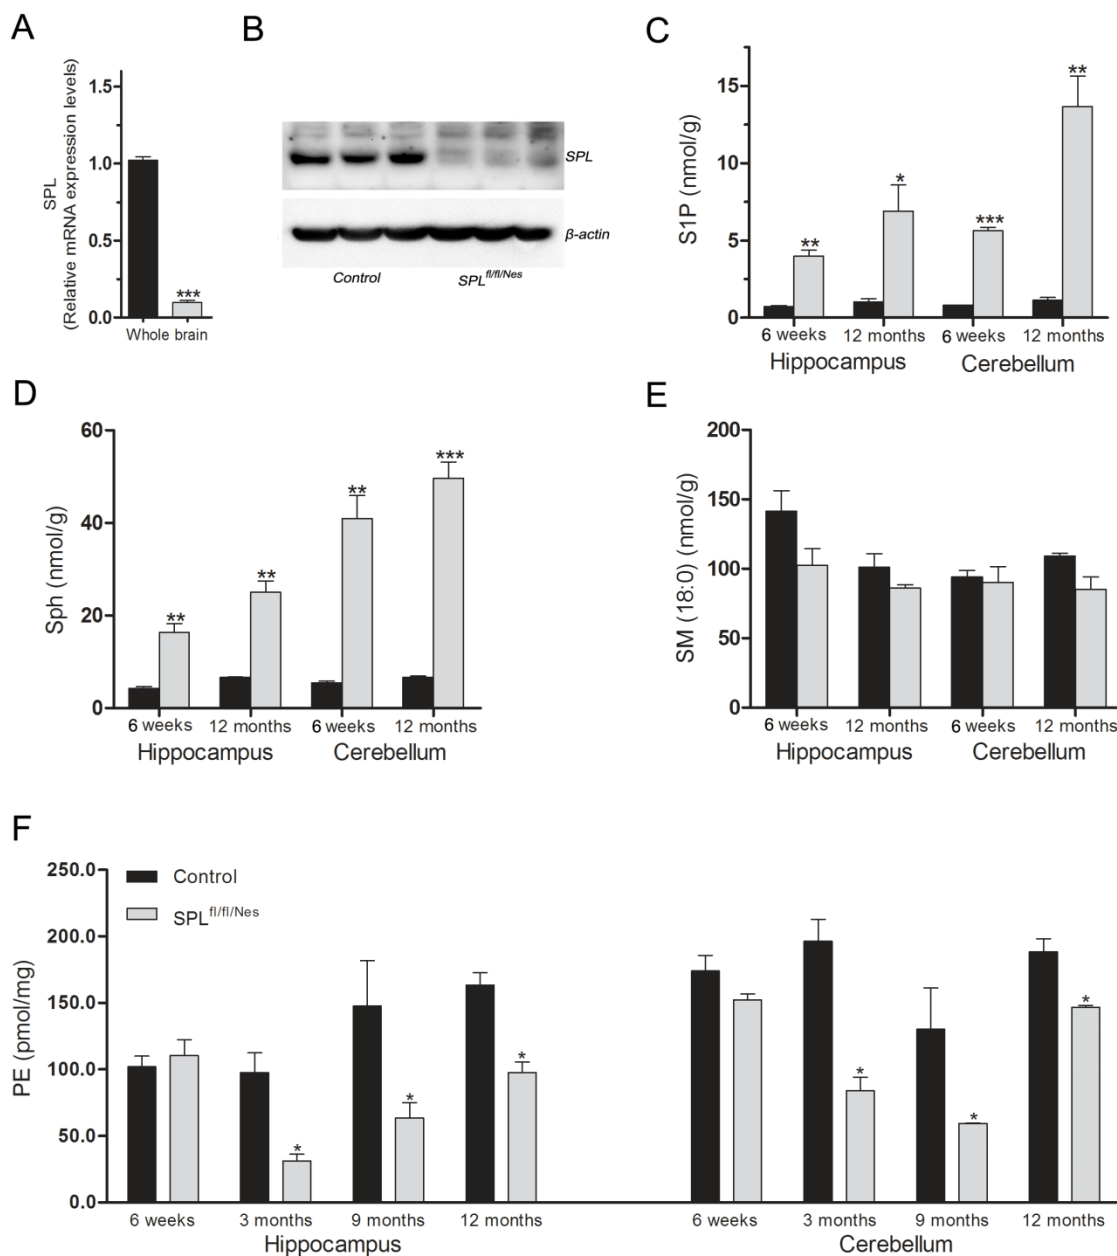 A
SPL
(Relative mRNA expression levels)
1.5
1.0
0.5
0.0
***
Whole brain
B
SPL
β-actin
Control
SPL fl/fl/Nes
C
S1P (nmol/g)
15
10
5
0
**
*
***
**
6 weeks
12 months
6 weeks
12 months
Hippocampus
Cerebellum
D
Sph (nmol/g)
60
40
20
0
**
**
**
***
6 weeks
12 months
6 weeks
12 months
Hippocampus
Cerebellum
E
SM (18:0) (nmol/g)
200
150
100
50
0
6 weeks
12 months
6 weeks
12 months
Hippocampus
Cerebellum
F
PE (pmol/mg)
250.0
200.0
150.0
100.0
50.0
0.0
Control
SPL fl/fl/Nes
*
*
*
*
*
*
6 weeks
3 months
9 months
12 months
6 weeks
3 months
9 months
12 months
Hippocampus
Cerebellum